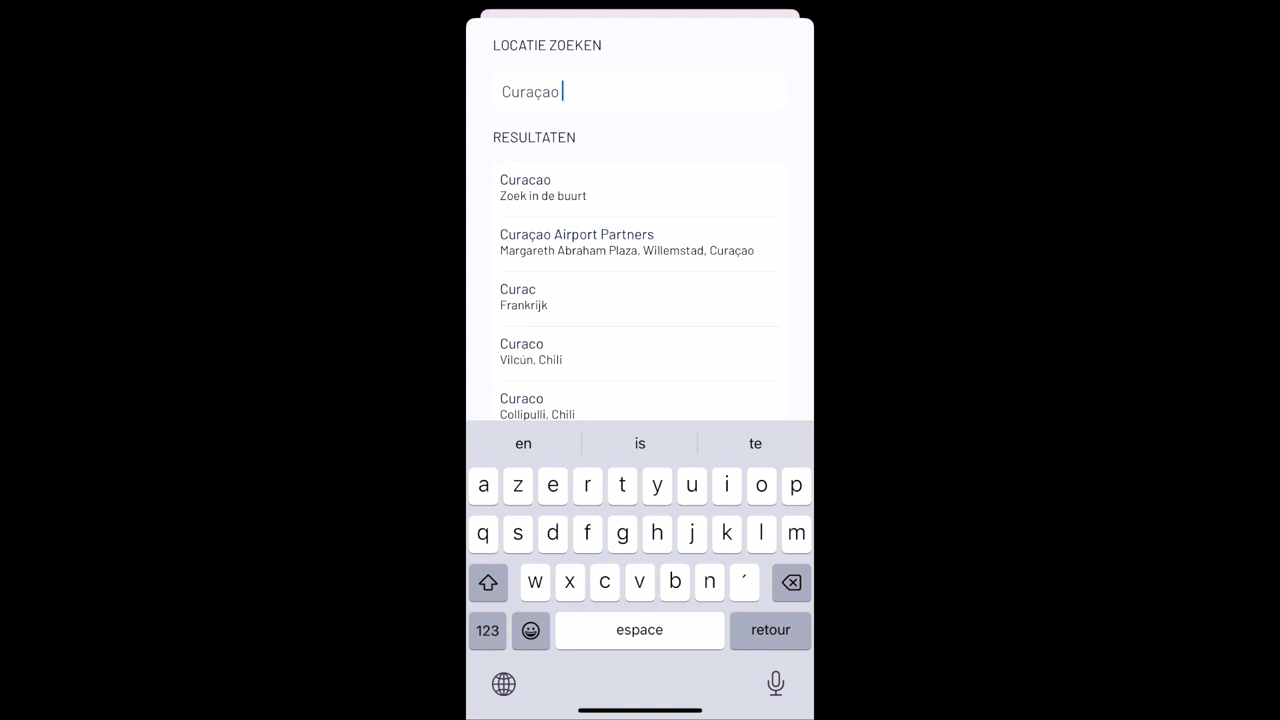 LOCATIE ZOEKEN
Curaçao
RESULTATEN
Curacao
Zoek in de buurt
Curaçao Airport Partners
Margareth Abraham Plaza, Willemstad, Curaçao
Curac
Frankrijk
Curaco
Vilcún, Chili
Curaco
Collipulli, Chili
en is te
a z e r t y u i o p
q s d f g h j k l m
w x c v b n ´
123 espace retour